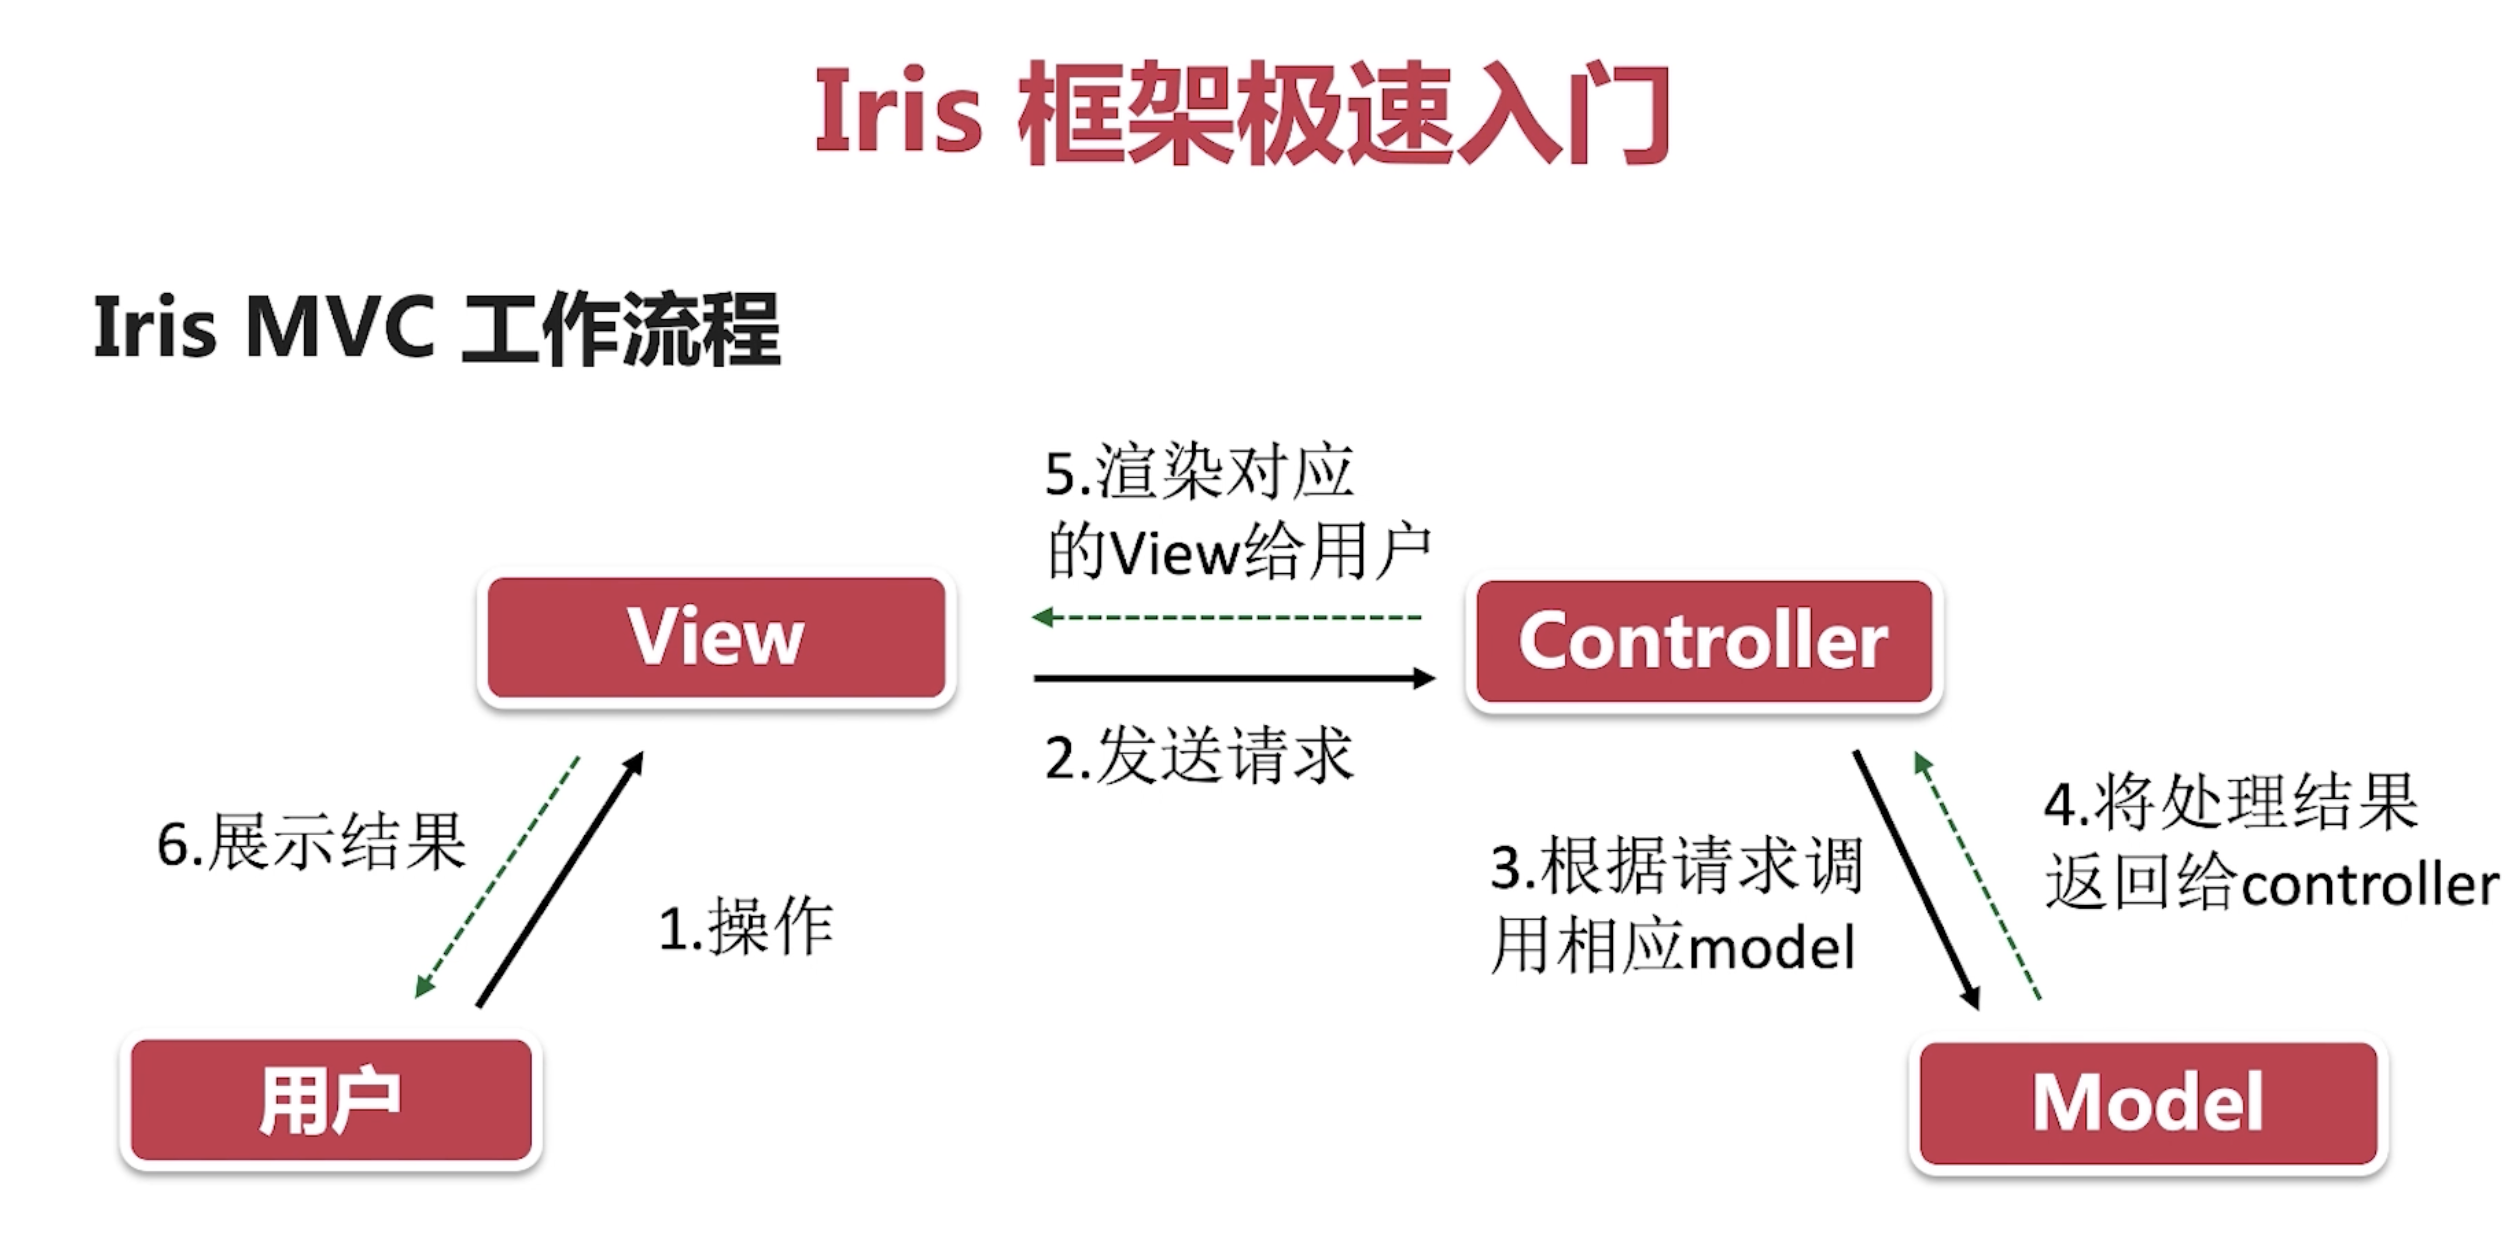 Iris 框架极速入门
Iris MVC 工作流程
5.渲染对应
的View给用户
View
Controller
2.发送请求
6.展示结果
1.操作
3.根据请求调
用相应model
4.将处理结果
返回给controller
用户
Model